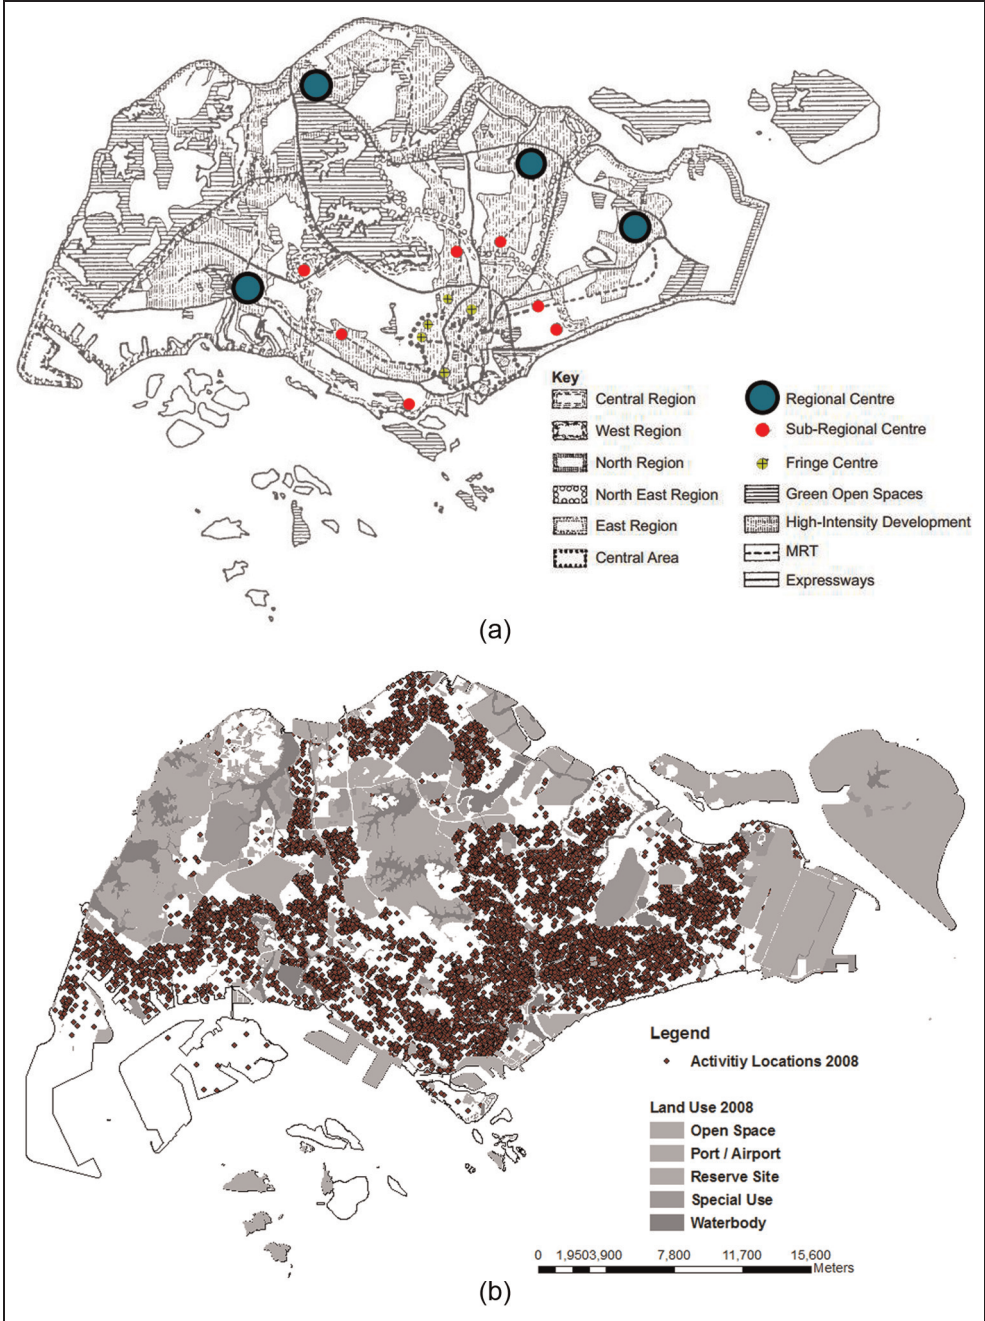 Key
Central Region
West Region
North Region
North East Region
East Region
Central Area
Regional Centre
Sub-Regional Centre
Fringe Centre
Green Open Spaces
High-Intensity Development
MRT
Expressways
(a)
Legend
Activitiy Locations 2008
Land Use 2008
Open Space
Port / Airport
Reserve Site
Special Use
Waterbody
0 1,9503,900 7,800 11,700 15,600
Meters
(b)